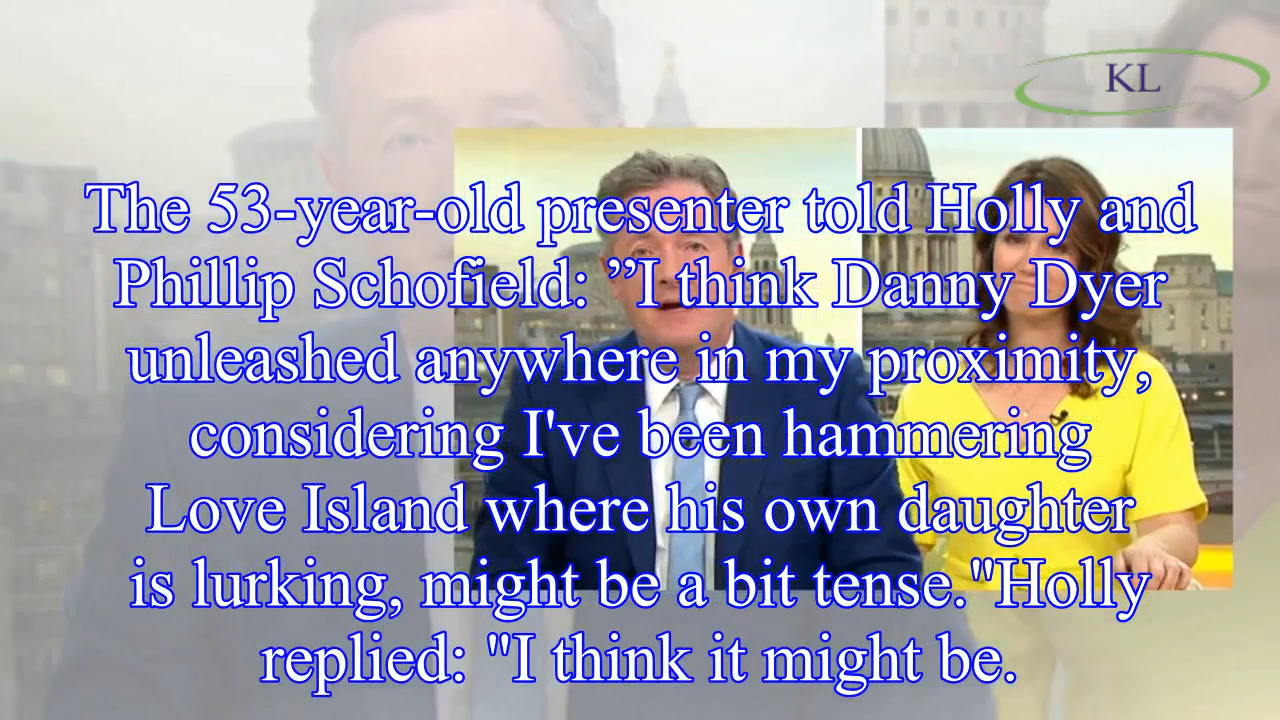 KL
The 53-year-old presenter told Holly and
Phillip Schofield: ”I think Danny Dyer
unleashed anywhere in my proximity,
considering I've been hammering
Love Island where his own daughter
is lurking, might be a bit tense."Holly
replied: "I think it might be.